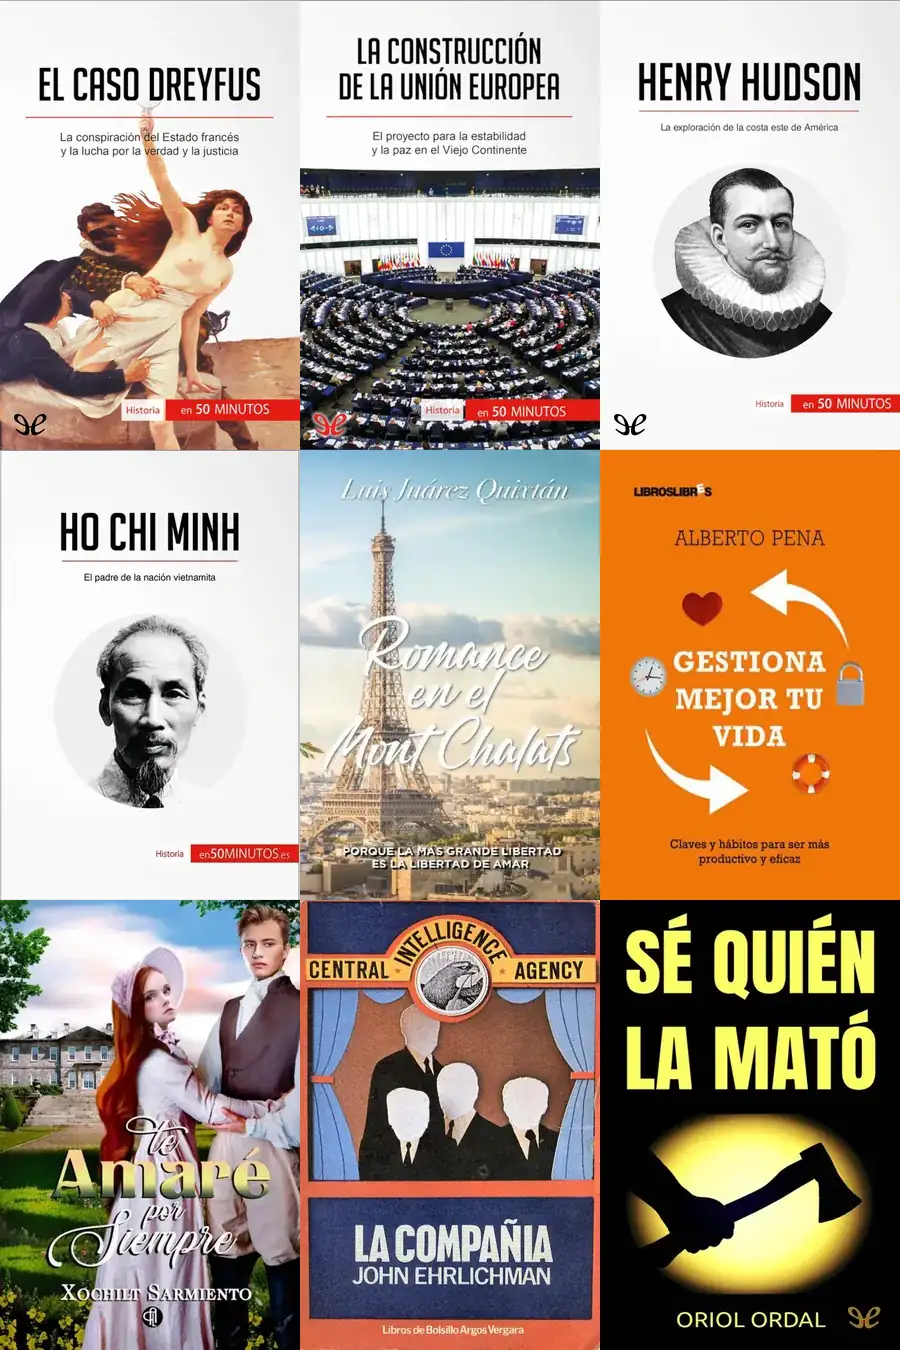 EL CASO DREYFUS
La conspiración del Estado francés
y la lucha por la verdad y la justicia
Historia
en 50 MINUTOS
LA CONSTRUCCIÓN
DE LA UNIÓN EUROPEA
El proyecto para la estabilidad
y la paz en el Viejo Continente
Historia
en 50 MINUTOS
HENRY HUDSON
La exploración de la costa este de América
Historia
en 50 MINUTOS
HO CHI MINH
El padre de la nación vietnamita
Historia
en50MINUTOS.es
Luis Juárez Quixtán
Romance
en el
Mont Chalats
PORQUE LA MÁS GRANDE LIBERTAD
ES LA LIBERTAD DE AMAR
LIBROSLIBRES
ALBERTO PENA
GESTIONA
MEJOR TU
VIDA
Claves y hábitos para ser más
productivo y eficaz
te
Amaré
por
Siempre
XOCHILT SARMIENTO
CENTRAL INTELLIGENCE AGENCY
LA COMPAÑIA
JOHN EHRLICHMAN
Libros de Bolsillo Argos Vergara
SÉ QUIÉN
LA MATÓ
ORIOL ORDAL